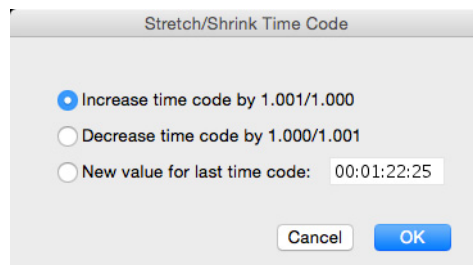 Stretch/Shrink Time Code
Increase time code by 1.001/1.000
Decrease time code by 1.000/1.001
New value for last time code: 00:01:22:25
Cancel OK